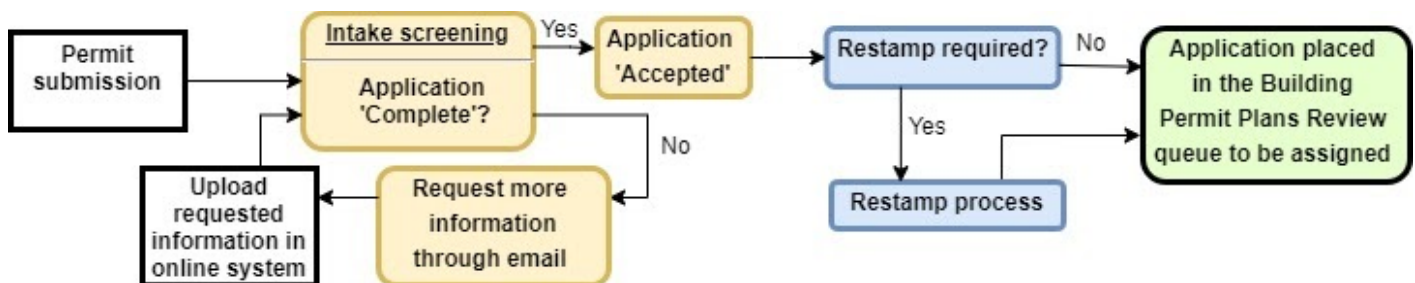 Permit
submission
Intake screening
Application
'Complete'?
Yes
No
Request more
information
through email
Upload
requested
information in
online system
Application
'Accepted'
Restamp required?
Yes
No
Restamp process
Application placed
in the Building
Permit Plans Review
queue to be assigned